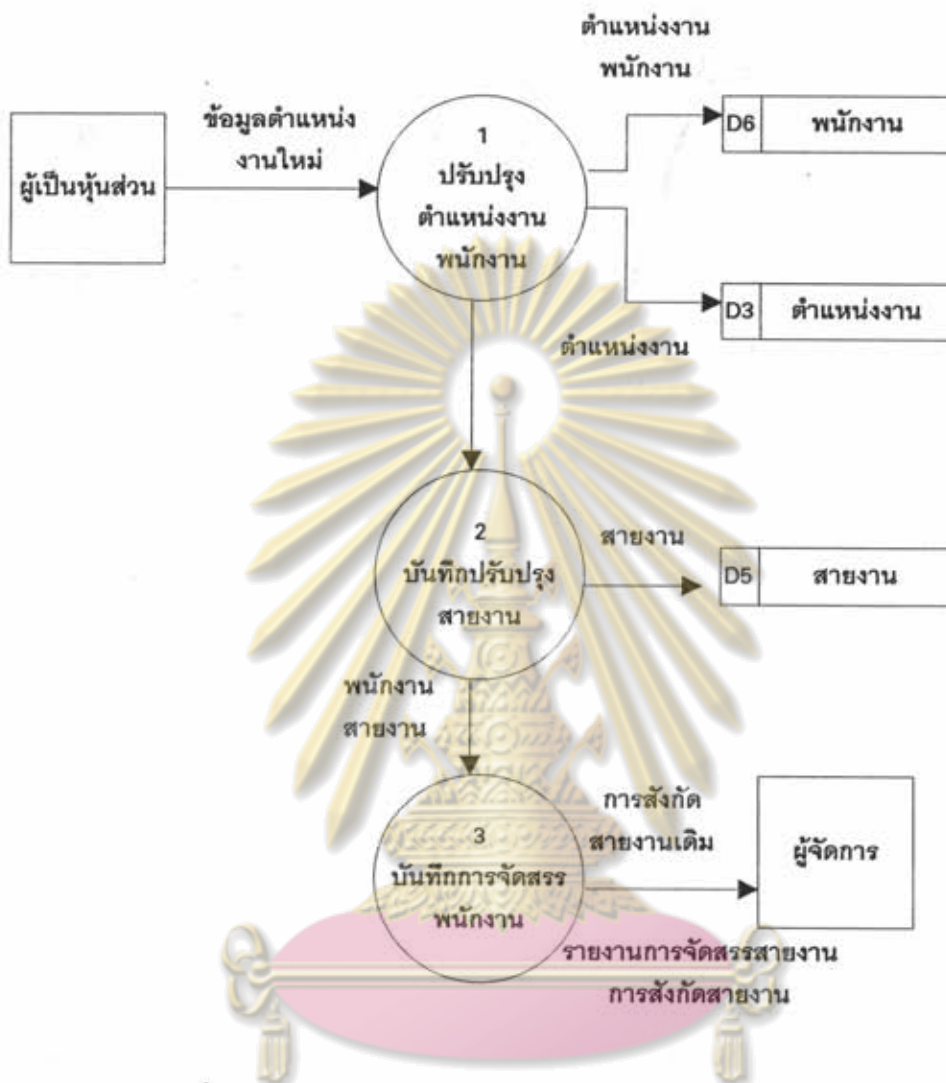 ตำแหน่งงาน
พนักงาน
ข้อมูลตำแหน่ง
งานใหม่
ผู้เป็นหุ้นส่วน
1
ปรับปรุง
ตำแหน่งงาน
พนักงาน
D6 พนักงาน
D3 ตำแหน่งงาน
ตำแหน่งงาน
2
บันทึกปรับปรุง
สายงาน
สายงาน
D5 สายงาน
พนักงาน
สายงาน
3
บันทึกการจัดสรร
พนักงาน
การสังกัด
สายงานเดิม
ผู้จัดการ
รายงานการจัดสรรสายงาน
การสังกัดสายงาน